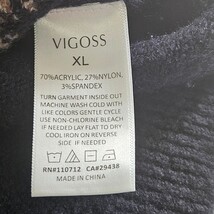 VIGOSS
XL
70%ACRYLIC, 27%NYLON,
3%SPANDEX
TURN GARMENT INSIDE OUT
MACHINE WASH COLD WITH
LIKE COLORS GENTLE CYCLE
USE NON-CHLORINE BLEACH
IF NEEDED LAY FLAT TO DRY
COOL IRON ON REVERSE
SIDE IF NEEDED
RN#110712 CA#29438
MADE IN CHINA